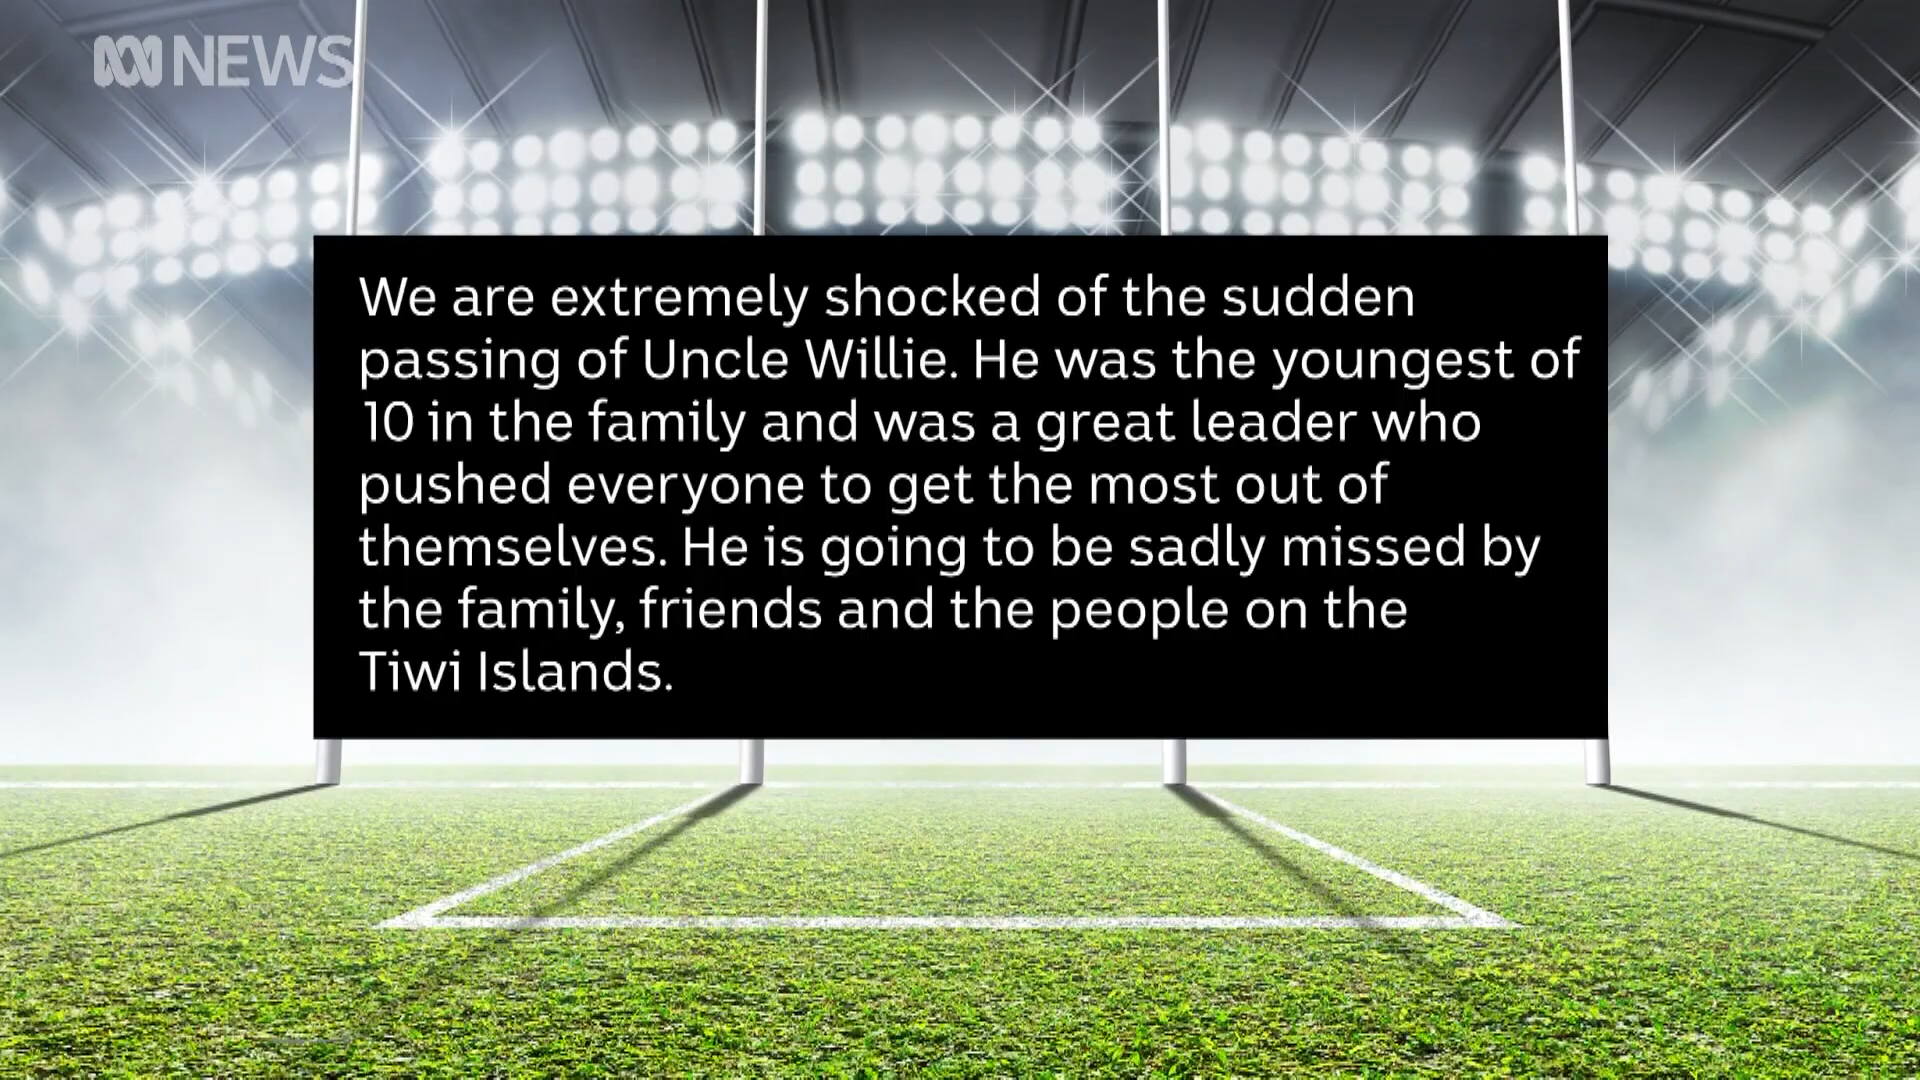 NEWS
We are extremely shocked of the sudden
passing of Uncle Willie. He was the youngest of
10 in the family and was a great leader who
pushed everyone to get the most out of
themselves. He is going to be sadly missed by
the family, friends and the people on the
Tiwi Islands.